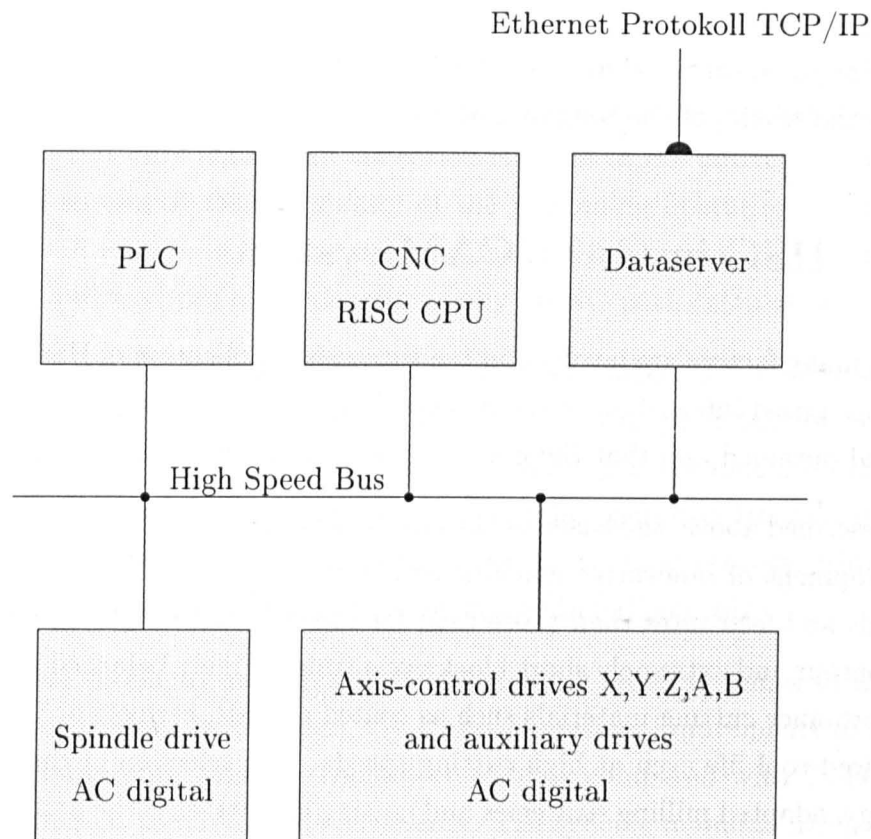 Ethernet Protokoll TCP/IP
PLC
CNC
RISC CPU
Dataserver
High Speed Bus
Spindle drive
AC digital
Axis-control drives X,Y.Z,A,B
and auxiliary drives
AC digital